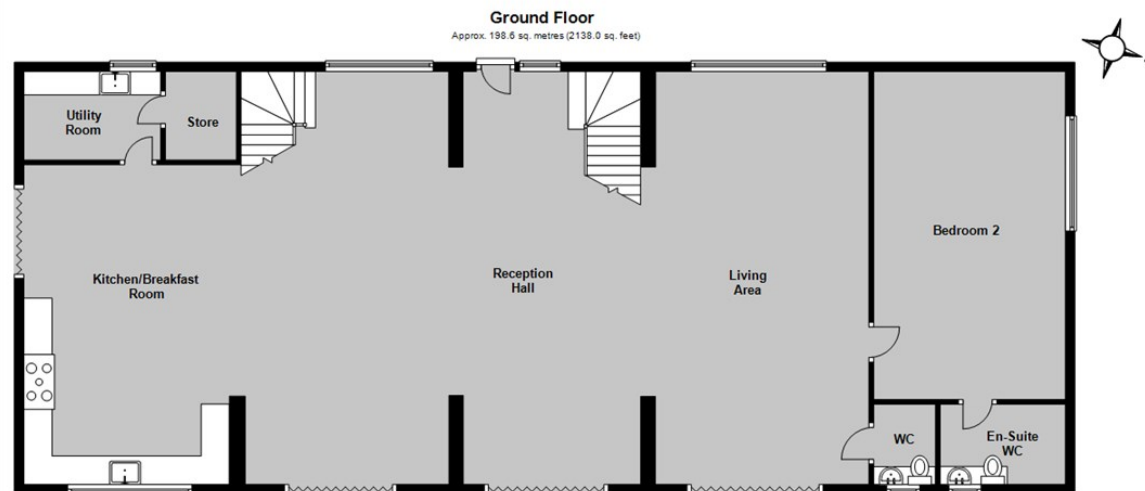 Ground Floor
Approx. 198.6 sq. metres (2138.0 sq. feet)
Utility
Room
Store
Kitchen/Breakfast
Room
Reception
Hall
Living
Area
Bedroom 2
WC
En-Suite
WC